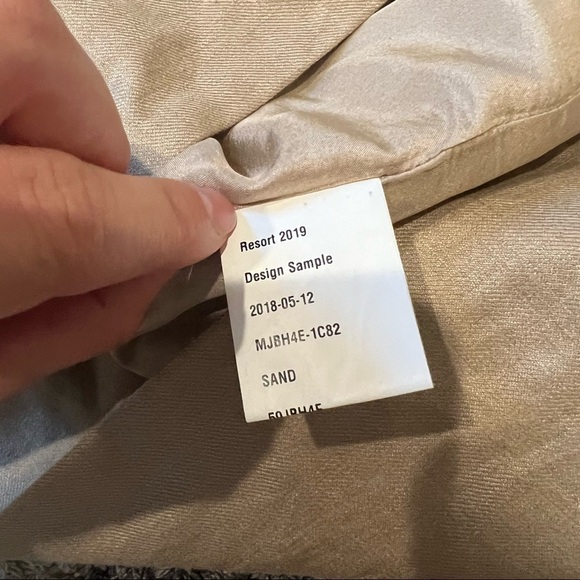 Resort 2019
Design Sample
2018-05-12
MJBH4E-1C82
SAND